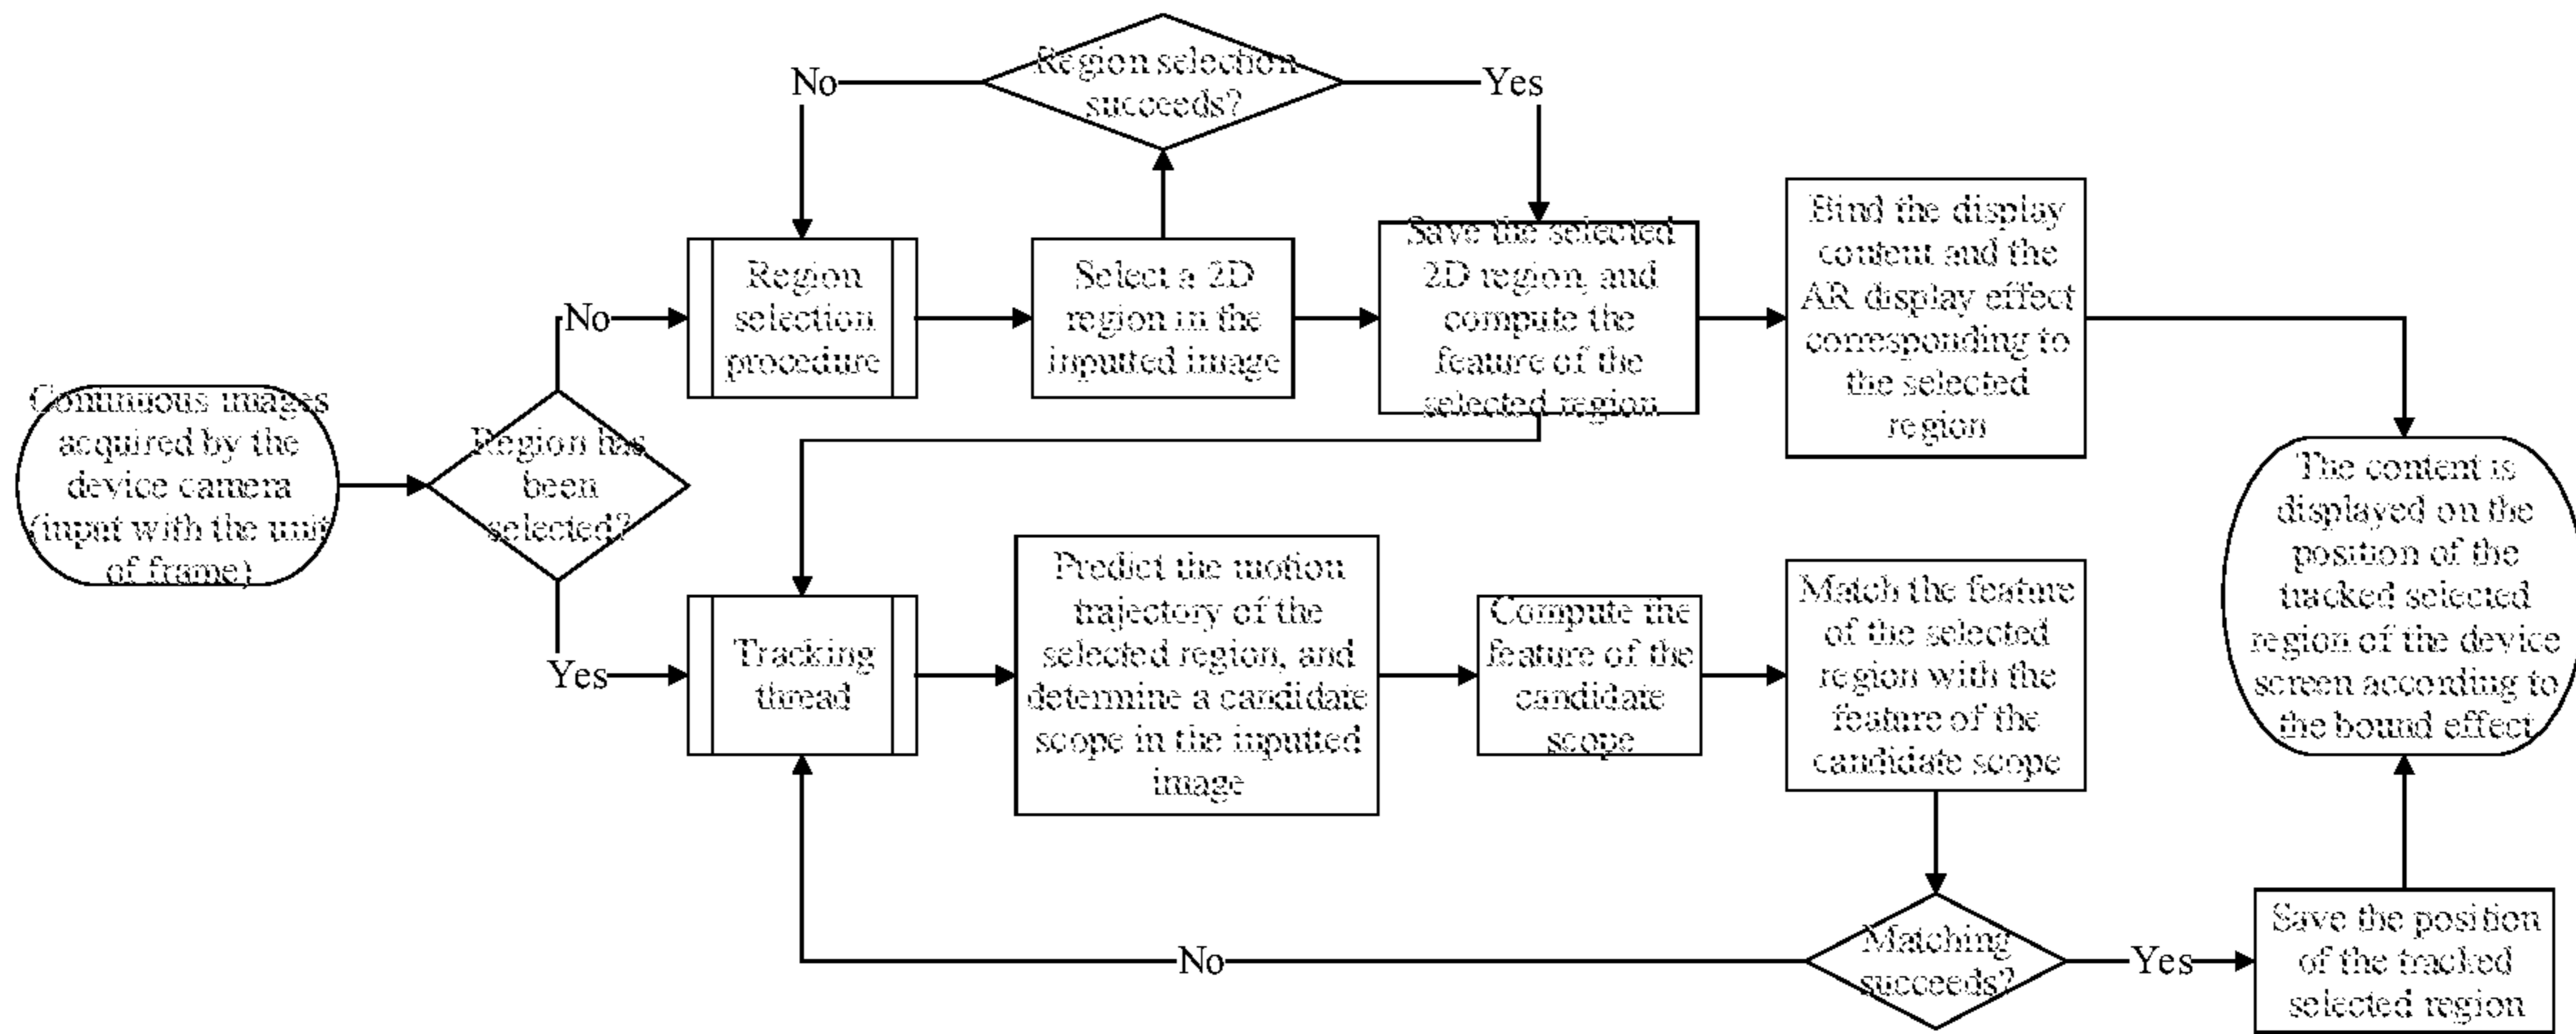 Region selection
succeeds?
No
Yes
Region
selection
procedure
Select a 2D
region in the
inputted image
Save the selected
2D region, and
compute the
feature of the
selected region
Bind the display
content and the
AR display effect
corresponding to
the selected
region
No
Continuous images
acquired by the
device camera
(input with the unit
of frame)
Region has
been
selected?
Yes
Tracking
thread
Predict the motion
trajectory of the
selected region, and
determine a candidate
scope in the inputted
image
Compute the
feature of the
candidate
scope
Match the feature
of the selected
region with the
feature of the
candidate scope
The content is
displayed on the
position of the
tracked selected
region of the device
screen according to
the bound effect
No
Matching
succeeds?
Yes
Save the position
of the tracked
selected region